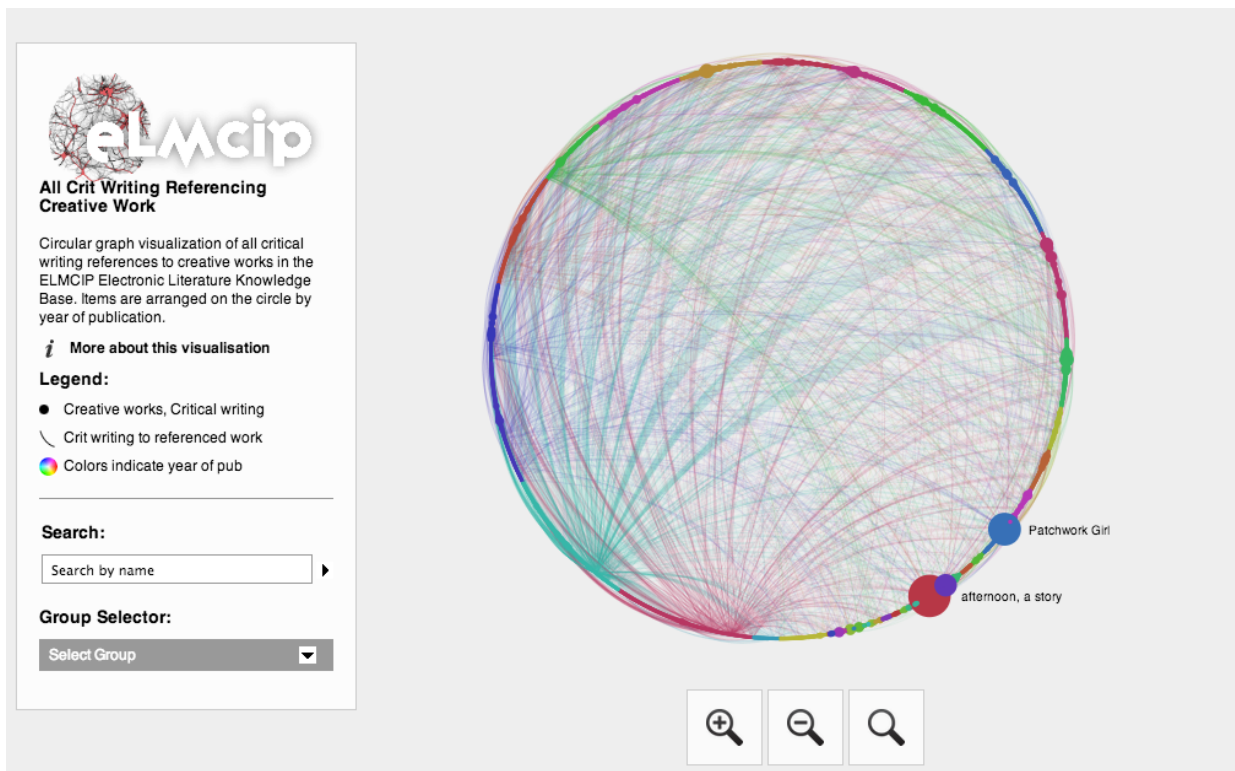 eLMcip
All Crit Writing Referencing
Creative Work
Circular graph visualization of all critical
writing references to creative works in the
ELMCIP Electronic Literature Knowledge
Base. Items are arranged on the circle by
year of publication.
i More about this visualisation
Legend:
Creative works, Critical writing
Crit writing to referenced work
Colors indicate year of pub
Search:
Search by name
Group Selector:
Select Group
Patchwork Girl
afternoon, a story